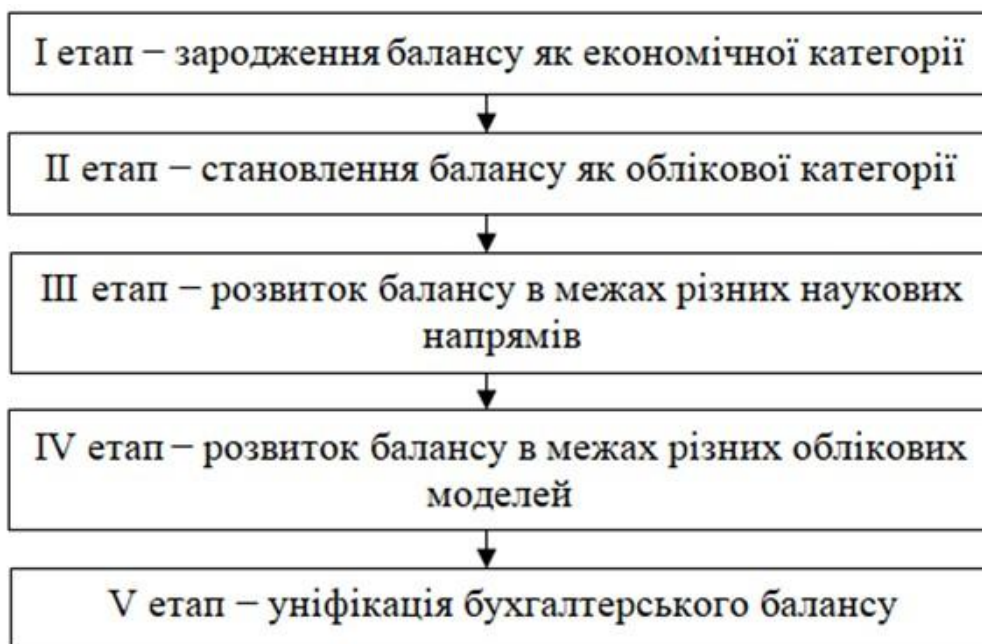 I етап – зародження балансу як економічної категорії
II етап – становлення балансу як облікової категорії
III етап – розвиток балансу в межах різних наукових
напрямів
IV етап – розвиток балансу в межах різних облікових
моделей
V етап – уніфікація бухгалтерського балансу